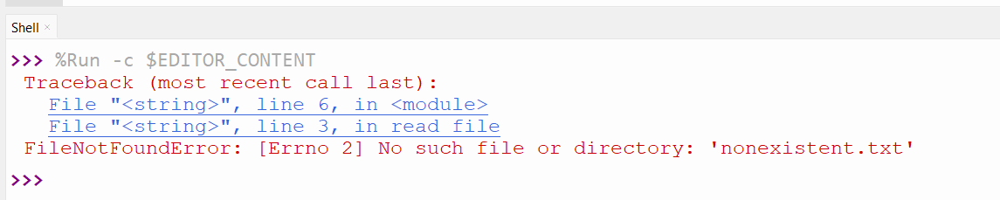 Shell ×
>>> %Run -c $EDITOR_CONTENT
Traceback (most recent call last):
File "<string>", line 6, in <module>
File "<string>", line 3, in read file
FileNotFoundError: [Errno 2] No such file or directory: 'nonexistent.txt'
>>>